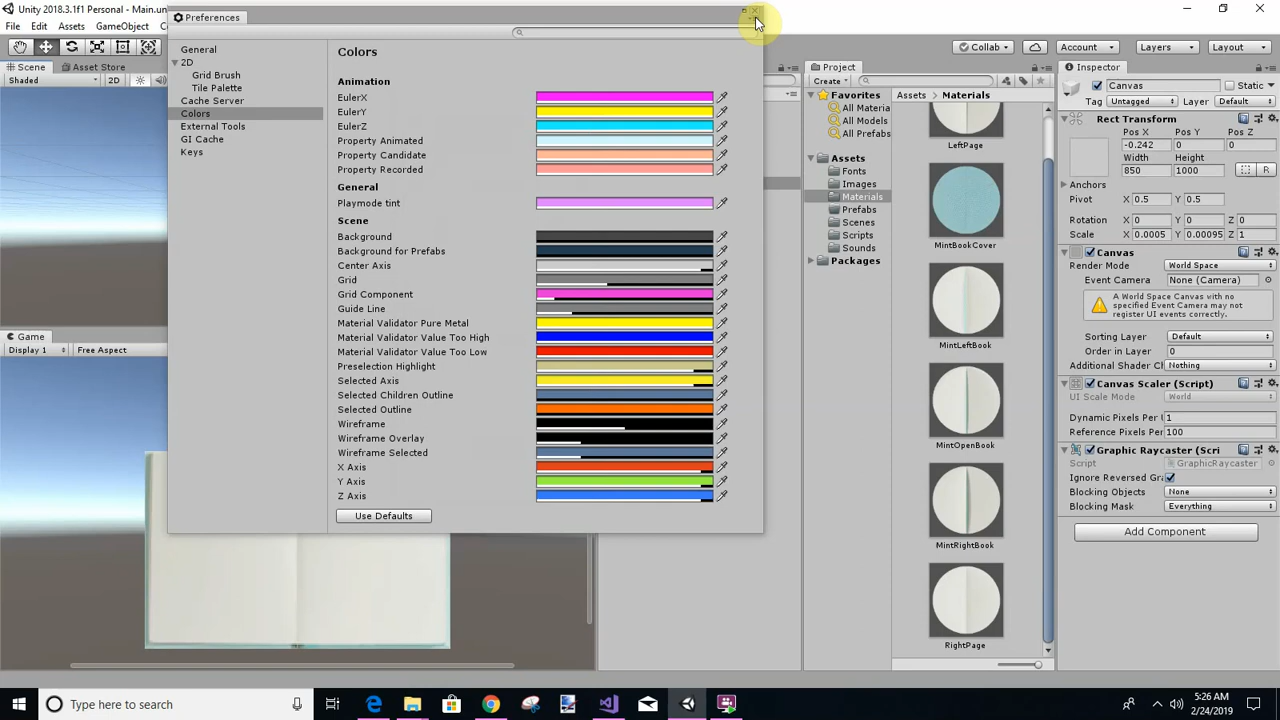 Unity 2018.3.1f1 Personal - Mai
File Edit Assets GameObject Co
Collab Account Layers Layout
Scene Asset Store
Shaded 2D
Game
Display 1 Free Aspect
Preferences
General
2D
Grid Brush
Tile Palette
Cache Server
Colors
External Tools
GI Cache
Keys
Colors
Animation
EulerX
EulerY
EulerZ
Property Animated
Property Candidate
Property Recorded
General
Playmode tint
Scene
Background
Background for Prefabs
Center Axis
Grid
Grid Component
Guide Line
Material Validator Pure Metal
Material Validator Value Too High
Material Validator Value Too Low
Preselection Highlight
Selected Axis
Selected Children Outline
Selected Outline
Wireframe
Wireframe Overlay
Wireframe Selected
X Axis
Y Axis
Z Axis
Use Defaults
Project
Create
Favorites
All Materia
All Models
All Prefabs
Assets
Fonts
Images
Materials
Prefabs
Scenes
Scripts
Sounds
Packages
Assets Materials
LeftPage
MintBookCover
MintLeftBook
MintOpenBook
MintRightBook
RightPage
Inspector
Canvas Static
Tag Untagged Layer Default
Rect Transform
Pos X Pos Y Pos Z
-0.242 0 0
Width Height
850 1000 R
Anchors
Pivot X 0.5 Y 0.5
Rotation X 0 Y 0 Z 0
Scale X 0.0005 Y 0.00095 Z 1
Canvas
Render Mode World Space
Event Camera None (Camera)
A World Space Canvas with no
specified Event Camera may not
register UI events correctly.
Sorting Layer Default
Order in Layer 0
Additional Shader Cl Nothing
Canvas Scaler (Script)
UI Scale Mode World
Dynamic Pixels Per U 1
Reference Pixels Per 100
Graphic Raycaster (Scri
Script GraphicRaycaster
Ignore Reversed Gra
Blocking Objects None
Blocking Mask Everything
Add Component
Type here to search
5:26 AM
2/24/2019